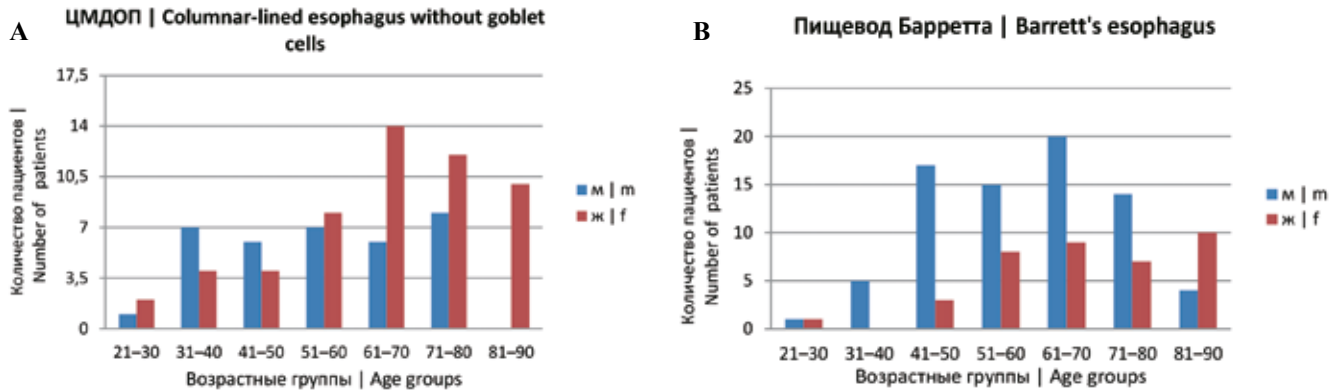 A
ЦМДОП | Columnar-lined esophagus without goblet
cells
Количество пациентов |
Number of patients
17,5
14
10,5
7
3,5
0
21–30 31–40 41–50 51–60 61–70 71–80 81–90
Возрастные группы | Age groups
м | m
ж | f
B
Пищевод Барретта | Barrett's esophagus
Количество пациентов |
Number of patients
25
20
15
10
5
0
21–30 31–40 41–50 51–60 61–70 71–80 81–90
Возрастные группы | Age groups
м | m
ж | f